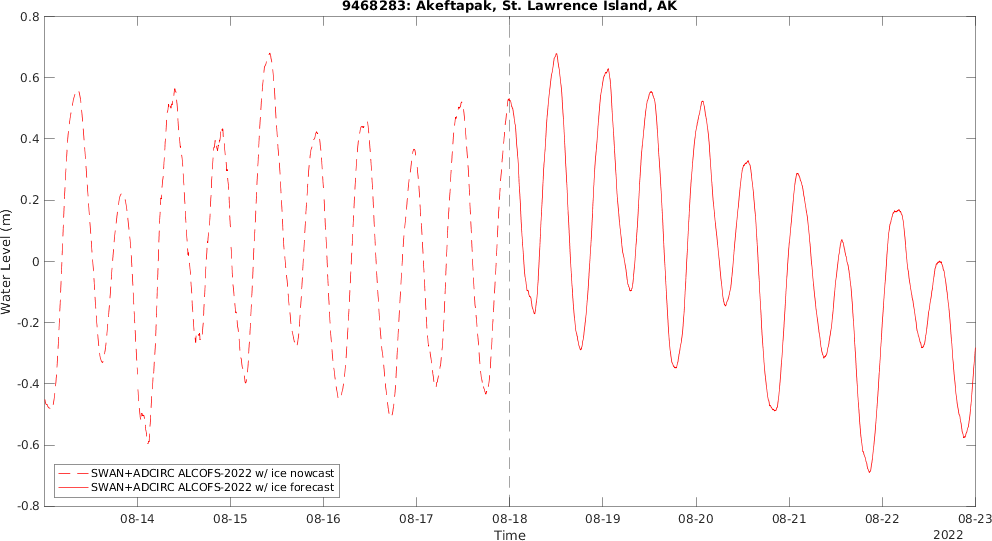 9468283: Akeftapak, St. Lawrence Island, AK
0.8
0.6
0.4
0.2
0
-0.2
-0.4
-0.6
-0.8
Water Level (m)
SWAN+ADCIRC ALCOFS-2022 w/ ice nowcast
SWAN+ADCIRC ALCOFS-2022 w/ ice forecast
08-14 08-15 08-16 08-17 08-18 08-19 08-20 08-21 08-22 08-23
Time
2022